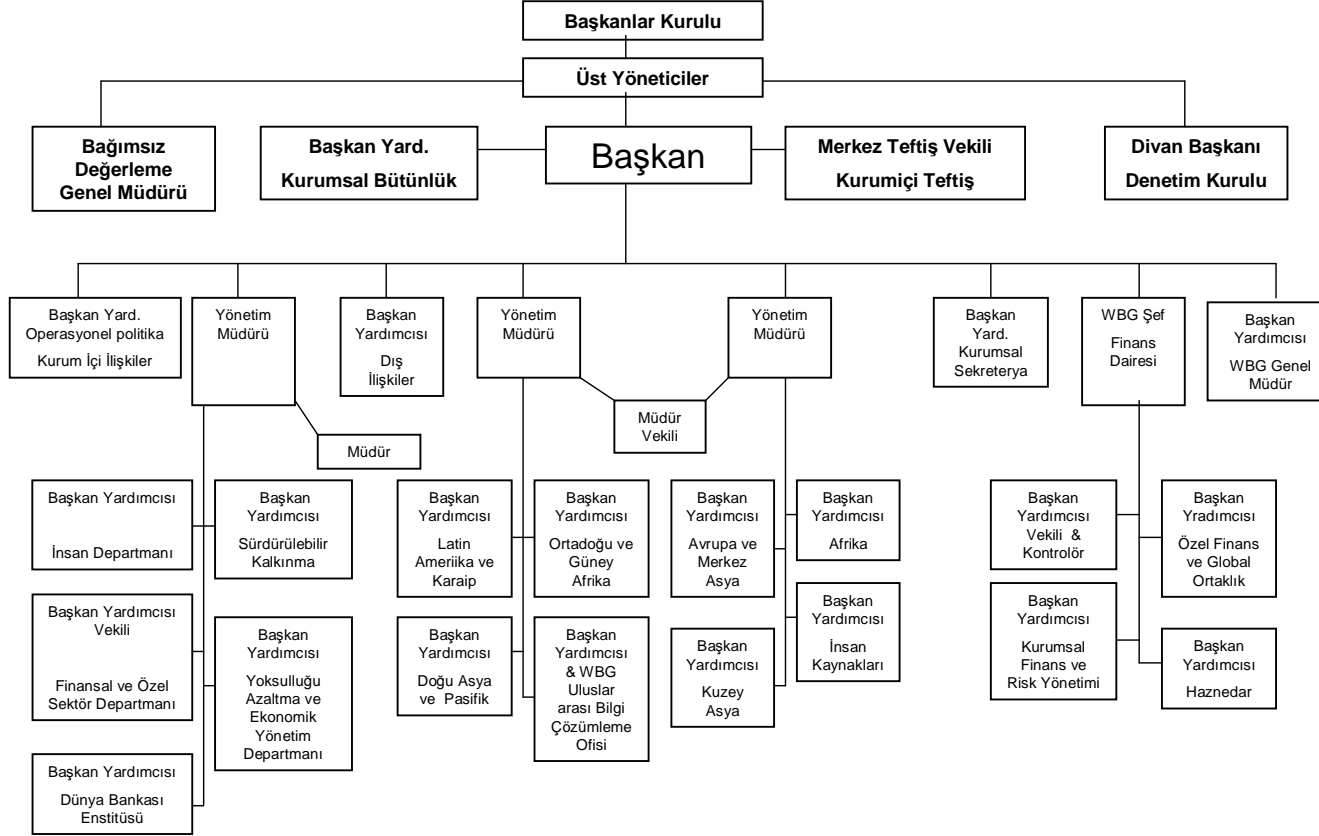 Başkanlar Kurulu
Üst Yöneticiler
Bağımsız
Değerleme
Genel Müdürü
Başkan Yard.
Kurumsal Bütünlük
Başkan
Merkez Teftiş Vekili
Kurumiçi Teftiş
Divan Başkanı
Denetim Kurulu
Başkan Yard.
Operasyonel politika
Kurum İçi İlişkiler
Yönetim
Müdürü
Başkan
Yardımcısı
Dış
İlişkiler
Yönetim
Müdürü
Yönetim
Müdürü
Başkan
Yard.
Kurumsal
Sekreterya
WBG Şef
Finans
Dairesi
Başkan
Yardımcısı
WBG Genel
Müdür
Müdür
Müdür
Vekili
Başkan Yardımcısı
İnsan Departmanı
Başkan
Yardımcısı
Sürdürülebilir
Kalkınma
Başkan
Yardımcısı
Latin
Ameriika ve
Karaip
Başkan
Yardımcısı
Ortadoğu ve
Güney
Afrika
Başkan
Yardımcısı
Avrupa ve
Merkez
Asya
Başkan
Yardımcısı
Afrika
Başkan
Yardımcısı
Vekili & Kontrolör
Başkan
Yradımcısı
Özel Finans
ve Global
Ortaklık
Başkan Yardımcısı
Vekili
Finansal ve Özel
Sektör Departmanı
Başkan
Yardımcısı
Yoksulluğu
Azaltma ve
Ekonomik
Yönetim
Departmanı
Başkan
Yardımcısı
Doğu Asya
ve Pasifik
Başkan
Yardımcısı
& WBG
Uluslar
arası Bilgi
Çözümleme
Ofisi
Başkan
Yardımcısı
Kuzey
Asya
Başkan
Yardımcısı
İnsan
Kaynakları
Başkan
Yardımcısı
Kurumsal
Finans ve
Risk Yönetimi
Başkan
Yardımcısı
Haznedar
Başkan Yardımcısı
Dünya Bankası
Enstitüsü